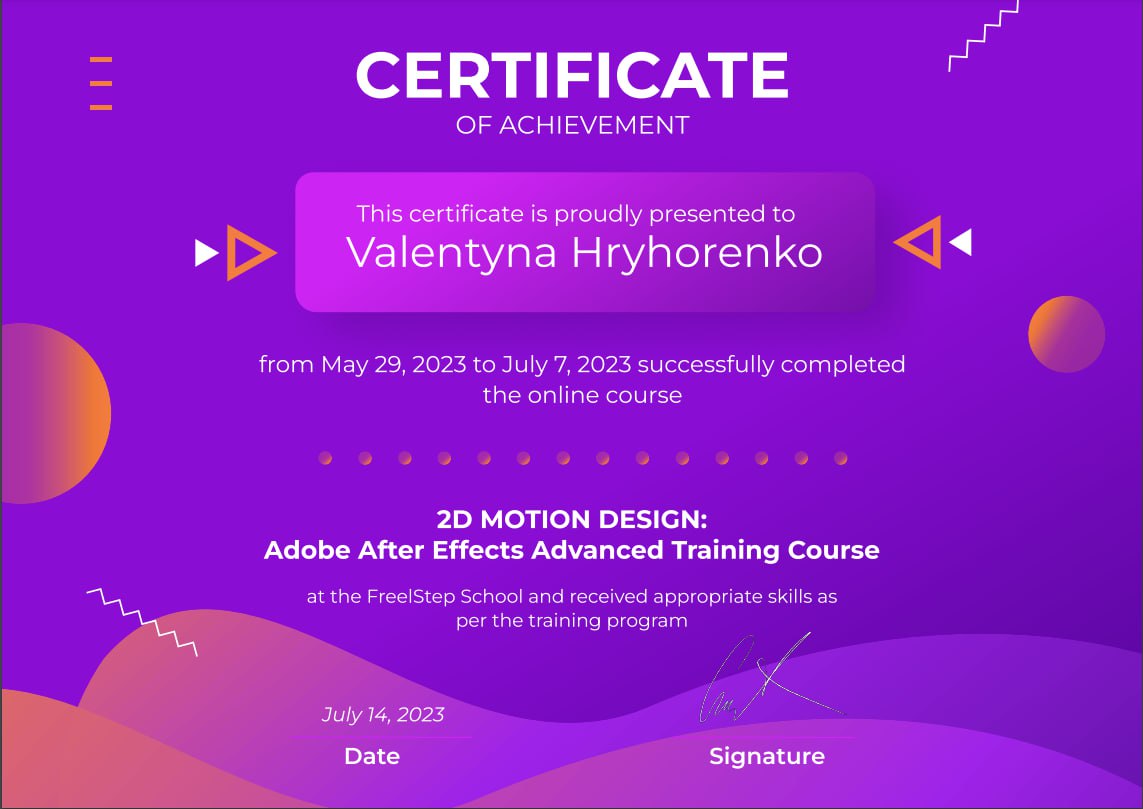 CERTIFICATE
OF ACHIEVEMENT
This certificate is proudly presented to
Valentyna Hryhorenko
from May 29, 2023 to July 7, 2023 successfully completed
the online course
2D MOTION DESIGN:
Adobe After Effects Advanced Training Course
at the FreelStep School and received appropriate skills as
per the training program
July 14, 2023
Date
Signature